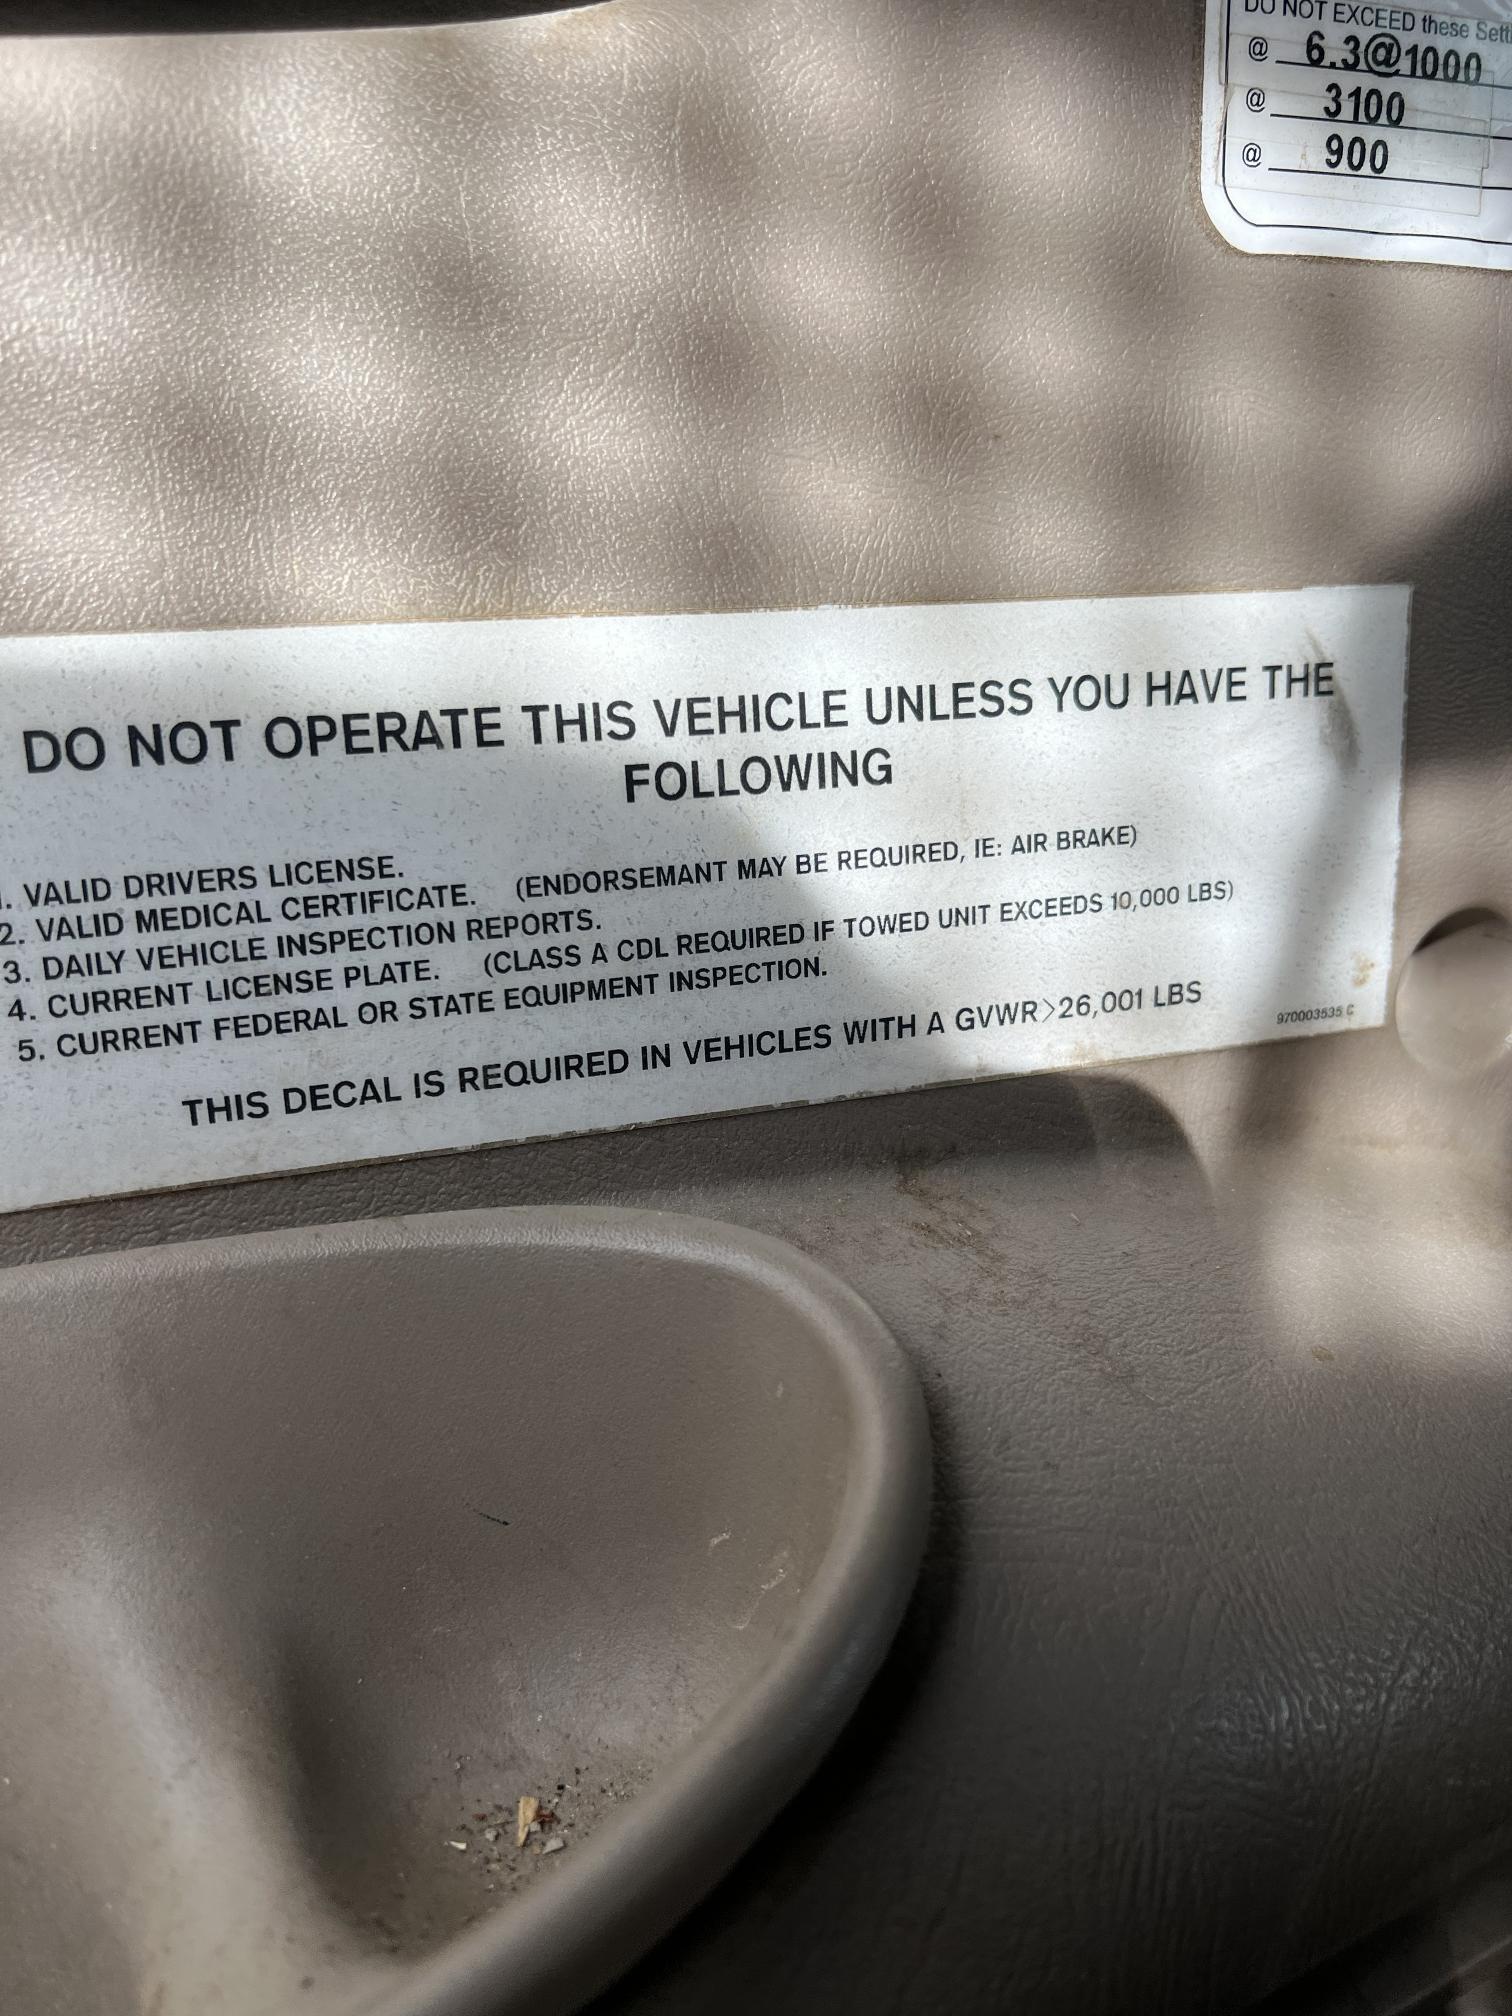 DO NOT EXCEED these
@ 6.3@1000
@ 3100
@ 900
DO NOT OPERATE THIS VEHICLE UNLESS YOU HAVE THE
FOLLOWING
1. VALID DRIVERS LICENSE. (ENDORSEMANT MAY BE REQUIRED, IE: AIR BRAKE)
2. VALID MEDICAL CERTIFICATE.
3. DAILY VEHICLE INSPECTION REPORTS.
4. CURRENT LICENSE PLATE. (CLASS A CDL REQUIRED IF TOWED UNIT EXCEEDS 10,000 LBS)
5. CURRENT FEDERAL OR STATE EQUIPMENT INSPECTION.
THIS DECAL IS REQUIRED IN VEHICLES WITH A GVWR>26,001 LBS
970003535 C